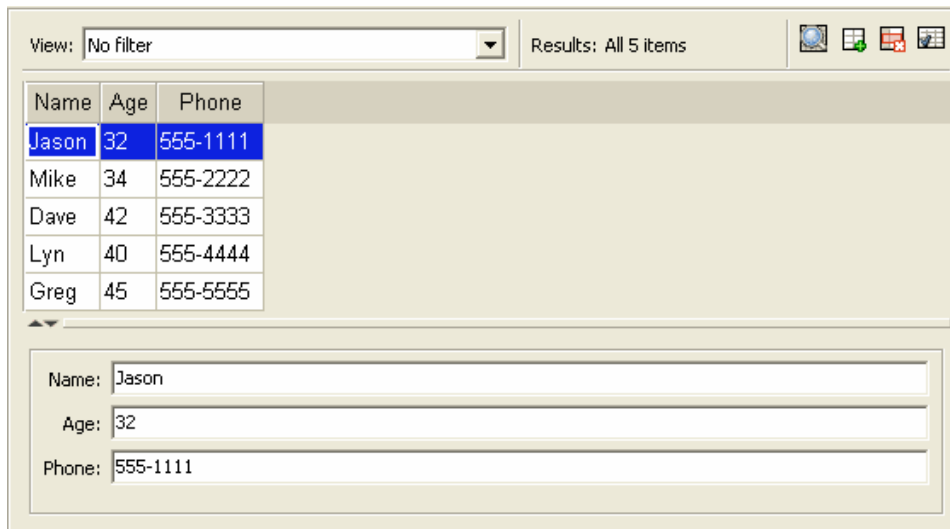 View: No filter Results: All 5 items
Name Age Phone
Jason 32 555-1111
Mike 34 555-2222
Dave 42 555-3333
Lyn 40 555-4444
Greg 45 555-5555
Name: Jason
Age: 32
Phone: 555-1111